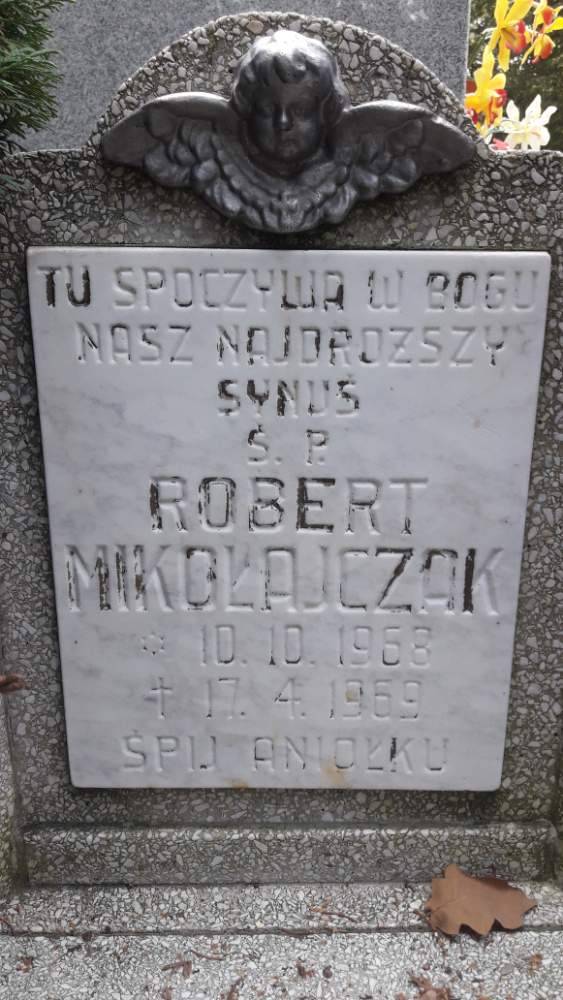 TU SPOCZYWA W BOGU
NASZ NAJDROŻSZY
SYNUŚ
Ś. P.
ROBERT
MIKOŁAJCZAK
* 10. 10. 1968
† 17. 4. 1969
ŚPIJ ANIOŁKU